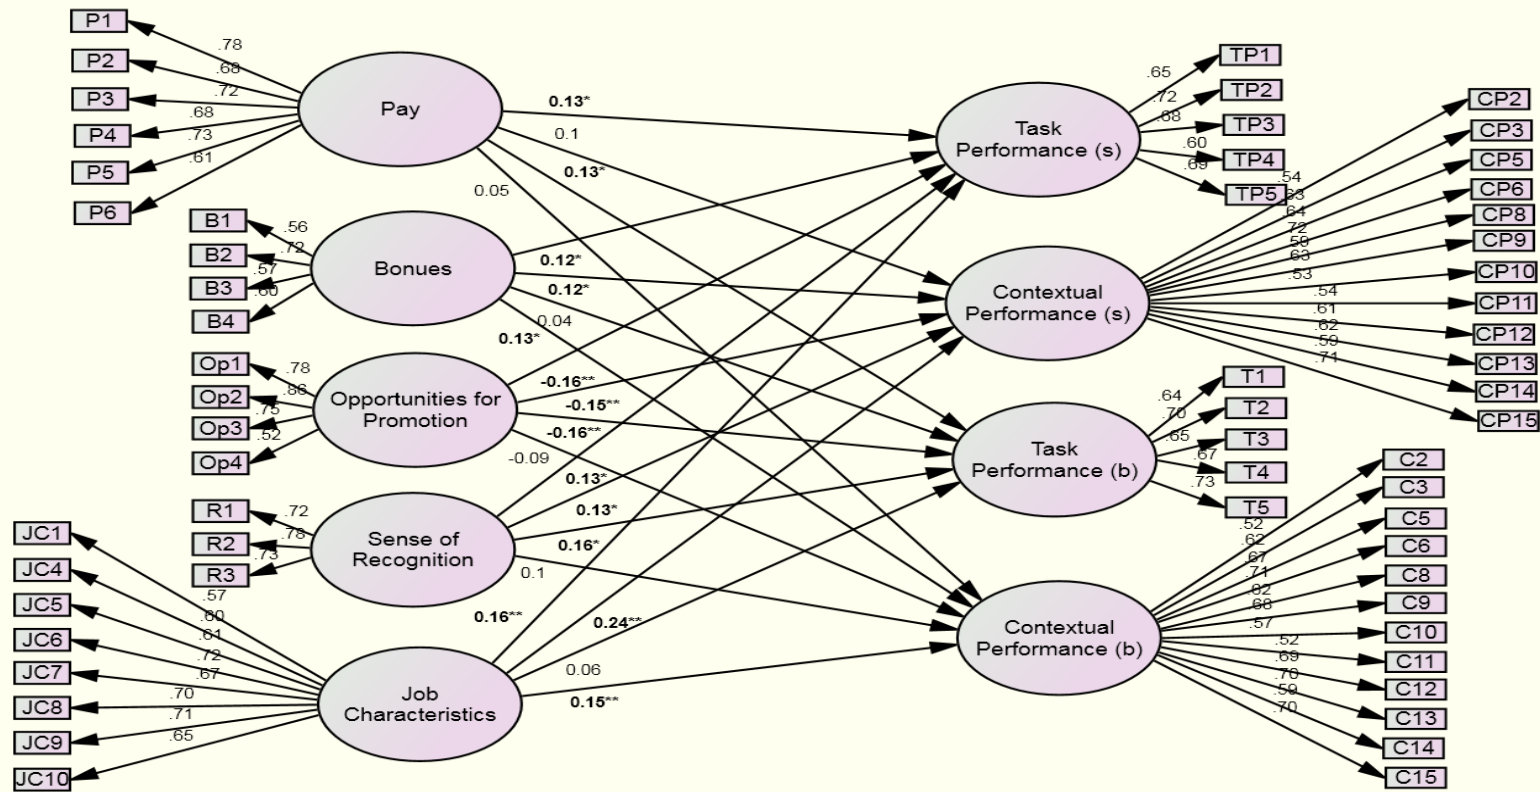 P1
P2
P3
P4
P5
P6
.78
.68
.72
.68
.73
.61
Pay
B1
B2
B3
B4
.56
.72
.57
.60
Bonues
Op1
Op2
Op3
Op4
.78
.86
.75
.52
Opportunities for
Promotion
R1
R2
R3
.72
.78
.73
Sense of
Recognition
JC1
JC4
JC5
JC6
JC7
JC8
JC9
JC10
.57
.60
.61
.72
.67
.70
.71
.65
Job
Characteristics
0.13*
0.1
0.13*
0.05
0.12*
0.12*
0.04
0.13*
-0.16**
-0.15**
-0.16**
-0.09
0.13*
0.13*
0.16*
0.1
0.16**
0.24**
0.06
0.15**
Task
Performance (s)
.65
.72
.68
.60
.69
TP1
TP2
TP3
TP4
TP5
Contextual
Performance (s)
.54
.63
.64
.72
.59
.63
.53
.54
.61
.62
.59
.71
CP2
CP3
CP5
CP6
CP8
CP9
CP10
CP11
CP12
CP13
CP14
CP15
Task
Performance (b)
.64
.70
.65
.67
.73
T1
T2
T3
T4
T5
Contextual
Performance (b)
.52
.62
.67
.71
.62
.68
.57
.52
.69
.70
.59
.70
C2
C3
C5
C6
C8
C9
C10
C11
C12
C13
C14
C15